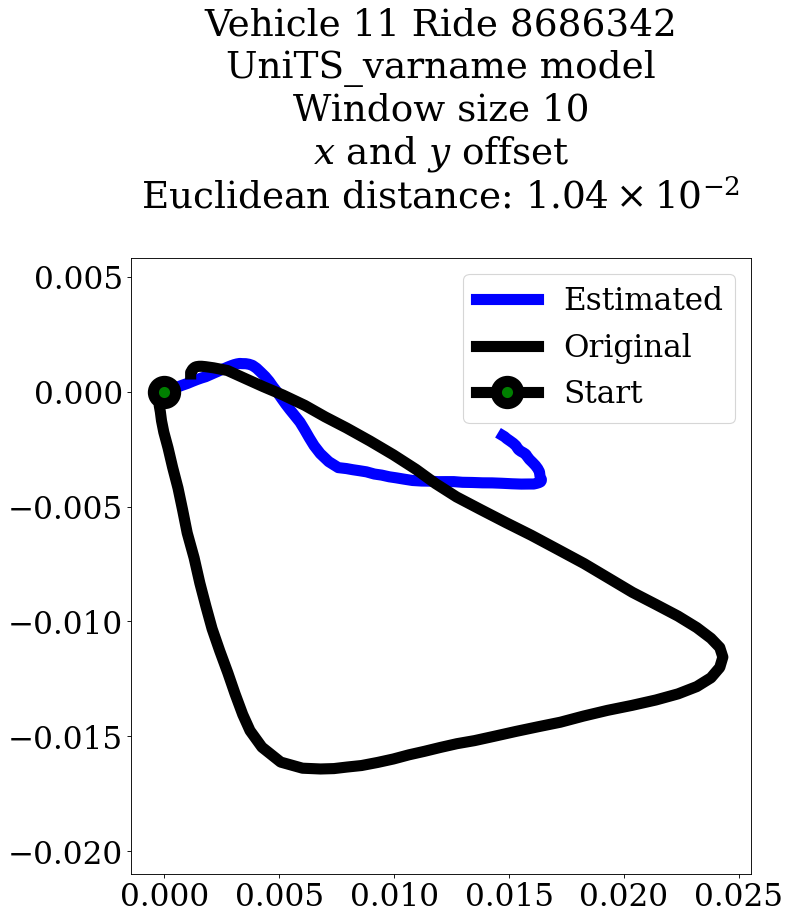 Vehicle 11 Ride 8686342
UniTS_varname model
Window size 10
x and y offset
Euclidean distance: 1.04 × 10⁻²
0.005
0.000
−0.005
−0.010
−0.015
−0.020
Estimated
Original
Start
0.000 0.005 0.010 0.015 0.020 0.025